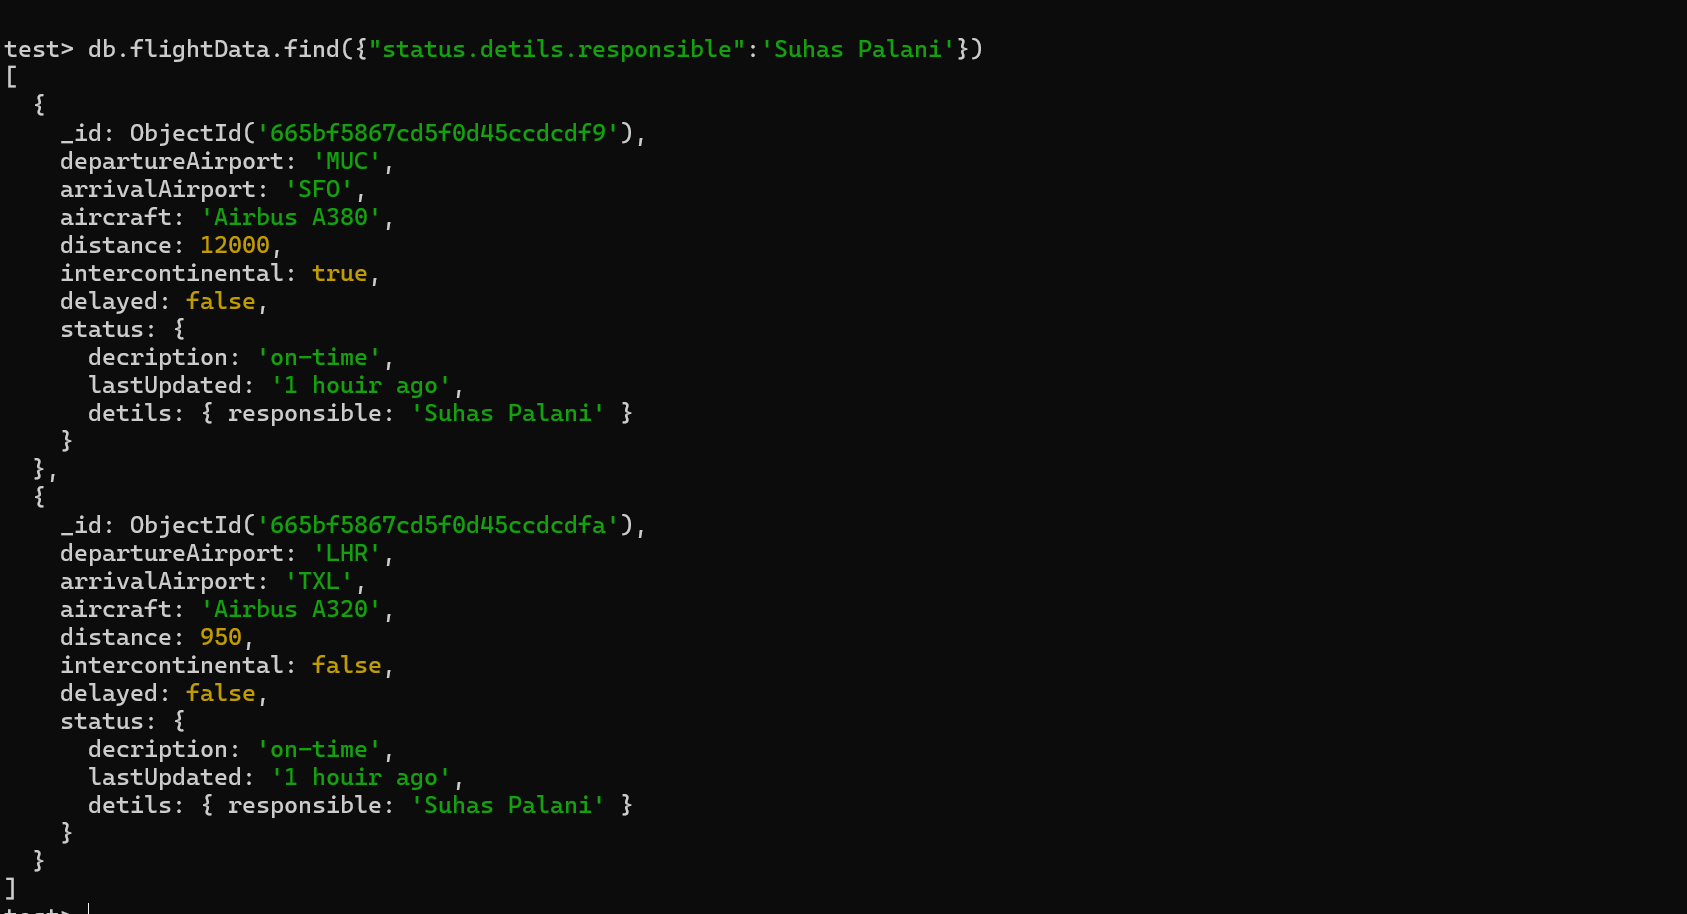 test> db.flightData.find({"status.detils.responsible":'Suhas Palani'})
[
  {
    _id: ObjectId('665bf5867cd5f0d45ccdcdf9'),
    departureAirport: 'MUC',
    arrivalAirport: 'SFO',
    aircraft: 'Airbus A380',
    distance: 12000,
    intercontinental: true,
    delayed: false,
    status: {
      decription: 'on-time',
      lastUpdated: '1 houir ago',
      detils: { responsible: 'Suhas Palani' }
    }
  },
  {
    _id: ObjectId('665bf5867cd5f0d45ccdcdfa'),
    departureAirport: 'LHR',
    arrivalAirport: 'TXL',
    aircraft: 'Airbus A320',
    distance: 950,
    intercontinental: false,
    delayed: false,
    status: {
      decription: 'on-time',
      lastUpdated: '1 houir ago',
      detils: { responsible: 'Suhas Palani' }
    }
  }
]
test>